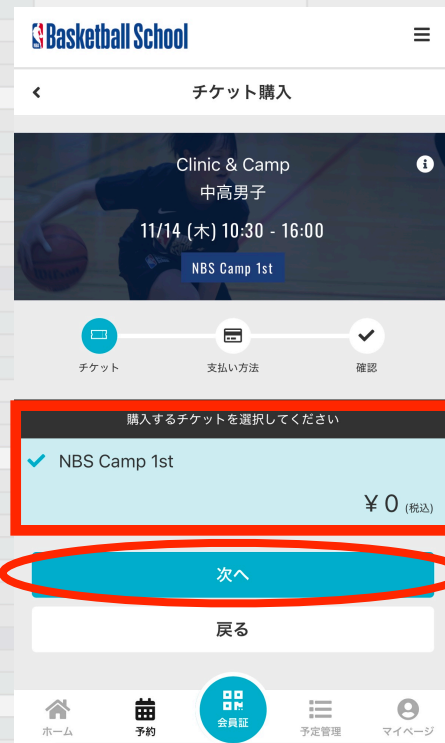 Basketball School
チケット購入
Clinic & Camp
中高男子
11/14 (木) 10:30 - 16:00
NBS Camp 1st
チケット
支払い方法
確認
購入するチケットを選択してください
NBS Camp 1st
¥ 0 (税込)
次へ
戻る
ホーム
予約
会員証
予定管理
マイページ